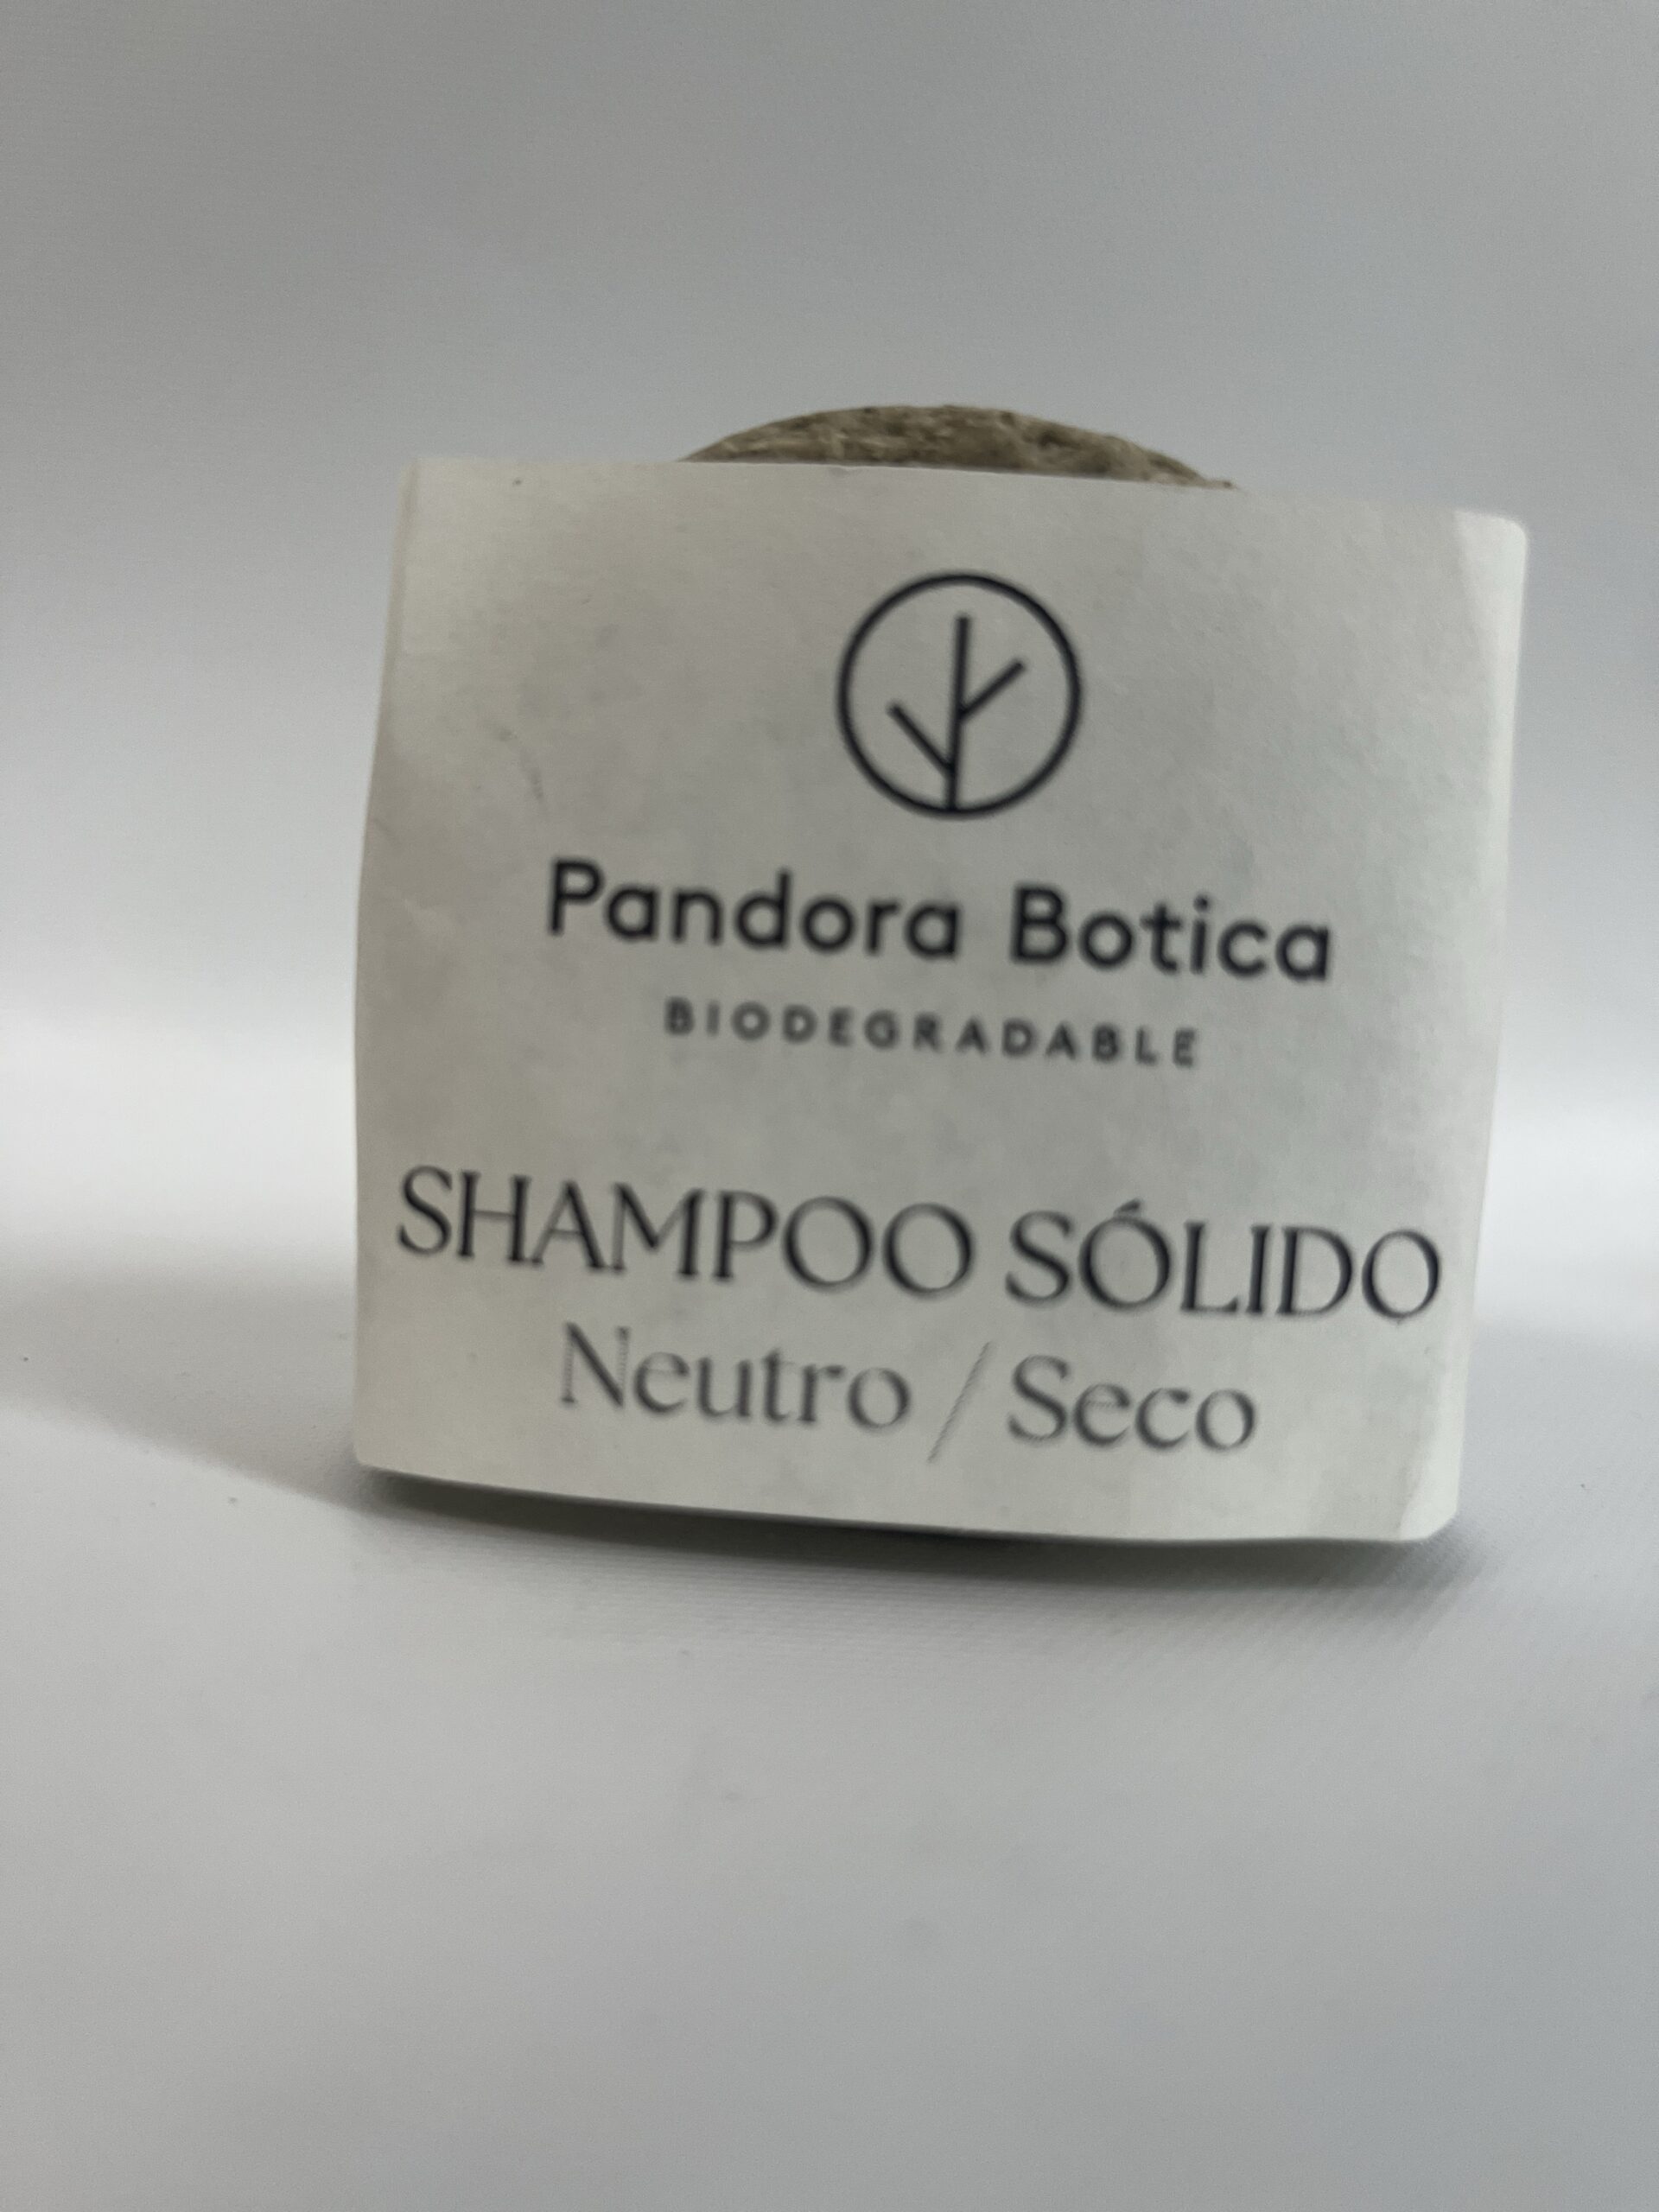 Pandora Botica
BIODEGRADABLE
SHAMPOO SÓLIDO
Neutro / Seco